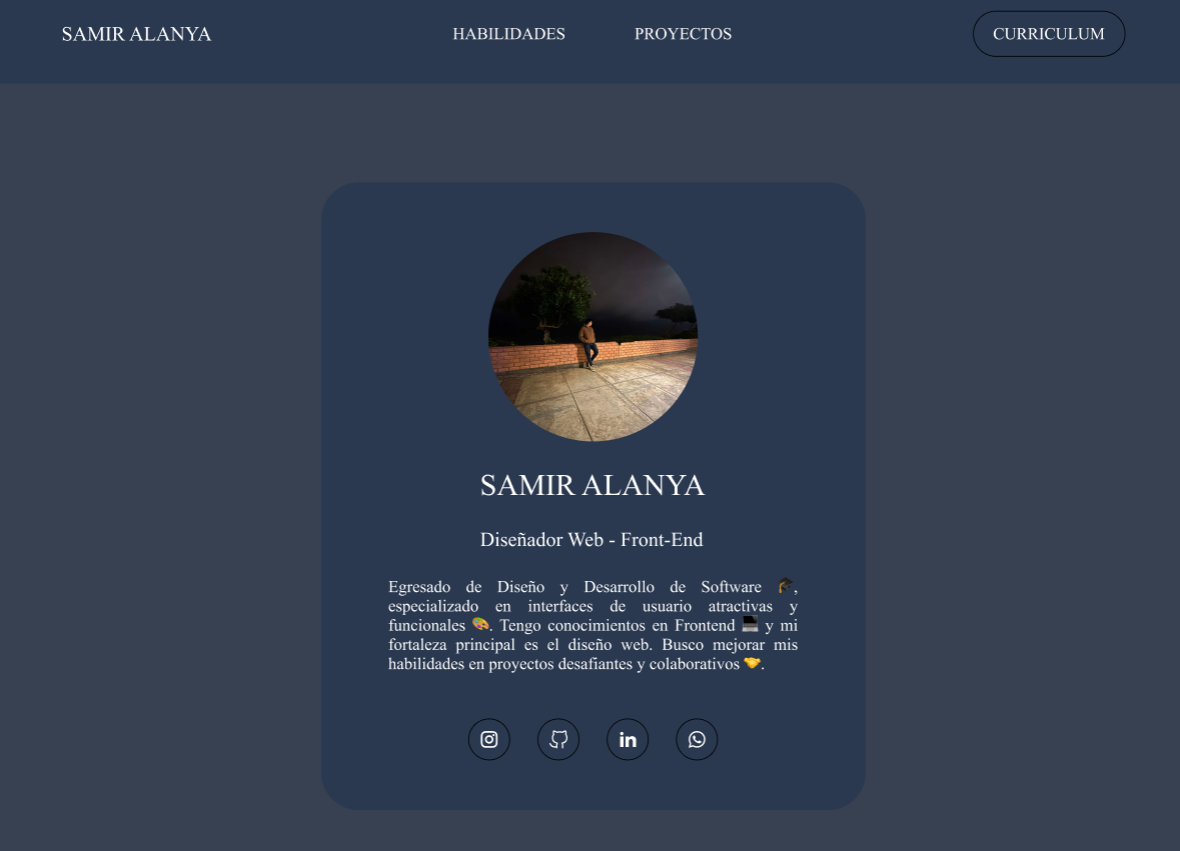 SAMIR ALANYA
HABILIDADES
PROYECTOS
CURRICULUM
SAMIR ALANYA
Diseñador Web - Front-End
Egresado de Diseño y Desarrollo de Software 🎓,
especializado en interfaces de usuario atractivas y
funcionales 🎨. Tengo conocimientos en Frontend 💻 y mi
fortaleza principal es el diseño web. Busco mejorar mis
habilidades en proyectos desafiantes y colaborativos 🤝.
in